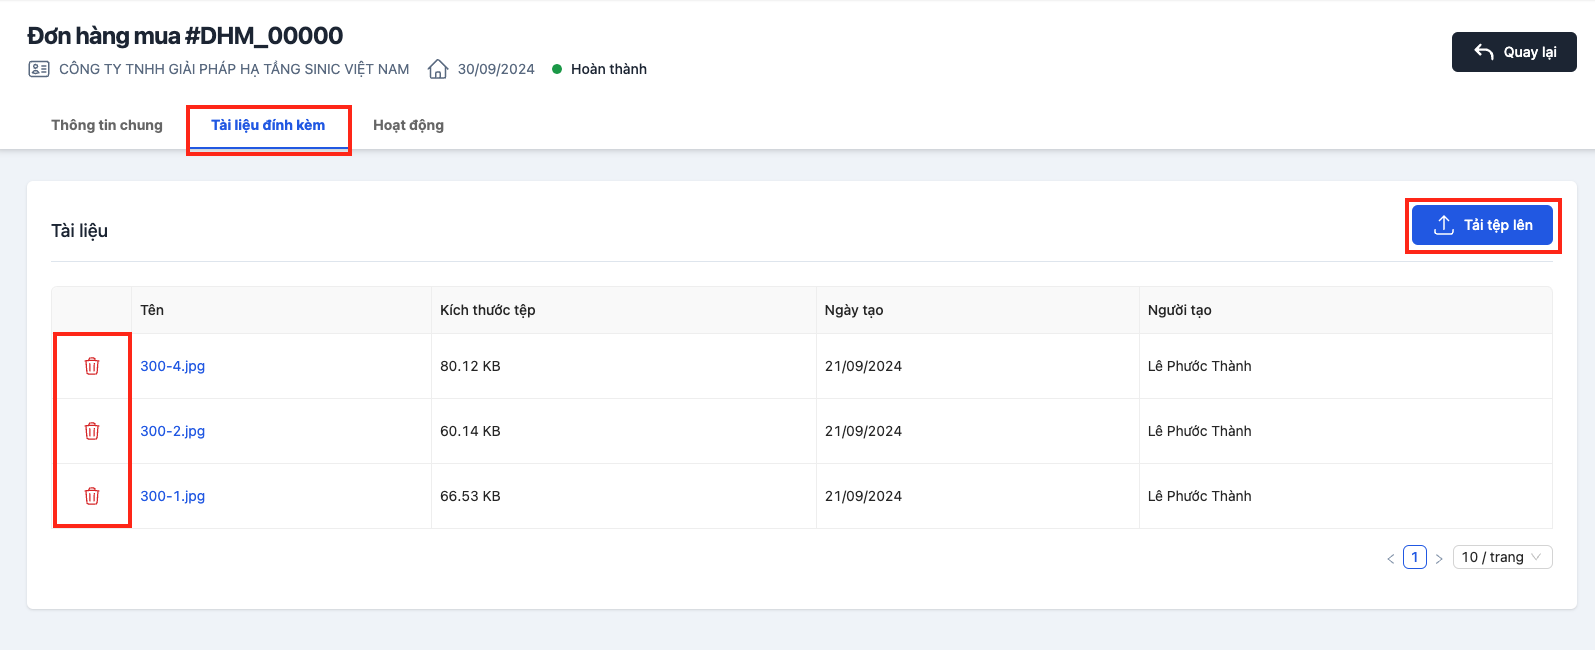 Đơn hàng mua #DHM_00000
CÔNG TY TNHH GIẢI PHÁP HẠ TẦNG SINIC VIỆT NAM 30/09/2024 Hoàn thành
Quay lại
Thông tin chung Tài liệu đính kèm Hoạt động
Tài liệu
Tải tệp lên
Tên Kích thước tệp Ngày tạo Người tạo
300-4.jpg 80.12 KB 21/09/2024 Lê Phước Thành
300-2.jpg 60.14 KB 21/09/2024 Lê Phước Thành
300-1.jpg 66.53 KB 21/09/2024 Lê Phước Thành
< 1 > 10 / trang